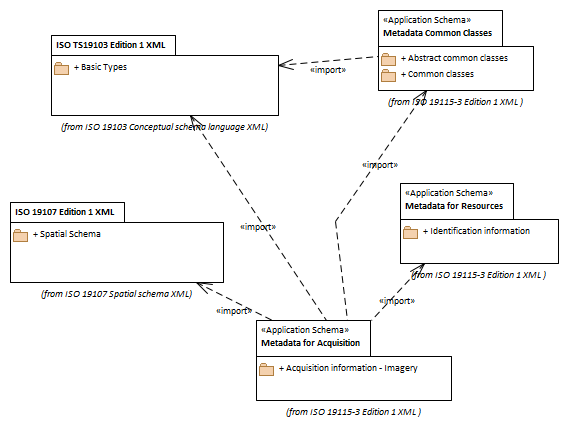 «Application Schema»
Metadata Common Classes
+ Abstract common classes
+ Common classes
(from ISO 19115-3 Edition 1 XML )
ISO TS19103 Edition 1 XML
+ Basic Types
(from ISO 19103 Conceptual schema language XML)
«import»
«import»
«Application Schema»
Metadata for Resources
+ Identification information
(from ISO 19115-3 Edition 1 XML )
ISO 19107 Edition 1 XML
+ Spatial Schema
(from ISO 19107 Spatial schema XML)
«import»
«import»
«import»
«Application Schema»
Metadata for Acquisition
+ Acquisition information - Imagery
(from ISO 19115-3 Edition 1 XML )